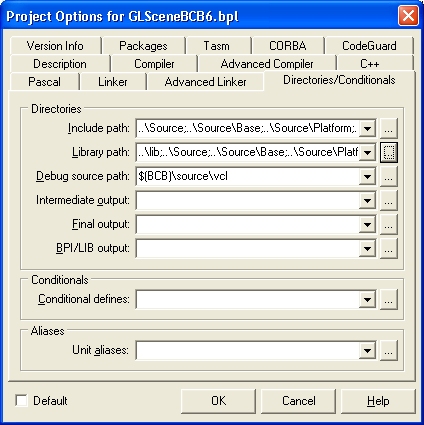 Project Options for GLSceneBCB6.bpl
Version Info Packages Tasm CORBA CodeGuard
Description Compiler Advanced Compiler C++
Pascal Linker Advanced Linker Directories/Conditionals
Directories
Include path: ..\Source;..\Source\Base;..\Source\Platform;. ...
Library path: ..\lib;..\Source;..\Source\Base;..\Source\Platf ...
Debug source path: $(BCB)\source\vcl ...
Intermediate output: ...
Final output: ...
BPI/LIB output: ...
Conditionals
Conditional defines: ...
Aliases
Unit aliases: ...
Default OK Cancel Help